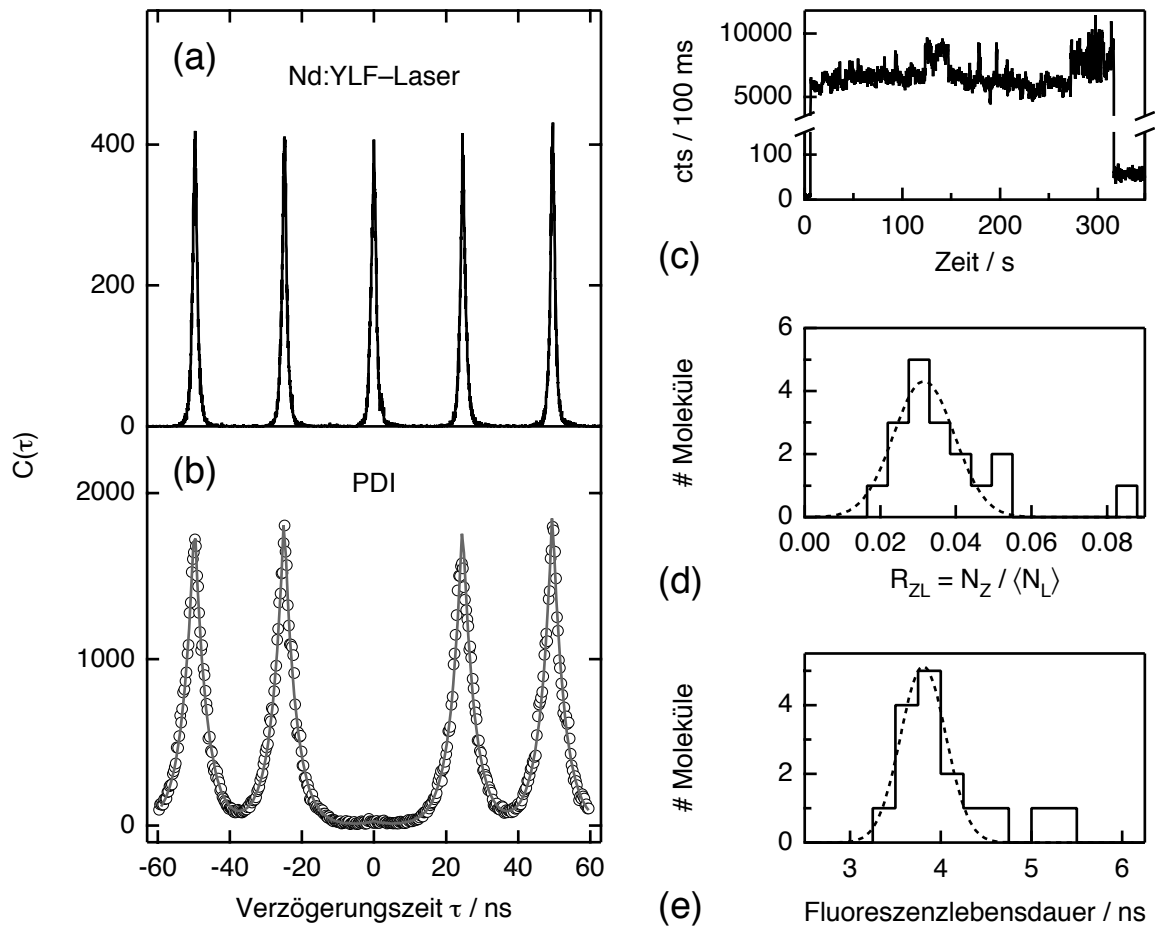 (a)
Nd:YLF–Laser
400
200
0
C(τ)
(b)
PDI
2000
1000
0
-60 -40 -20 0 20 40 60
Verzögerungszeit τ / ns
10000
5000
100
0
cts / 100 ms
0 100 200 300
(c)
Zeit / s
6
4
2
0
# Moleküle
0.00 0.02 0.04 0.06 0.08
(d)
R_ZL = N_Z / ⟨N_L⟩
4
2
0
# Moleküle
3 4 5 6
(e)
Fluoreszenzlebensdauer / ns